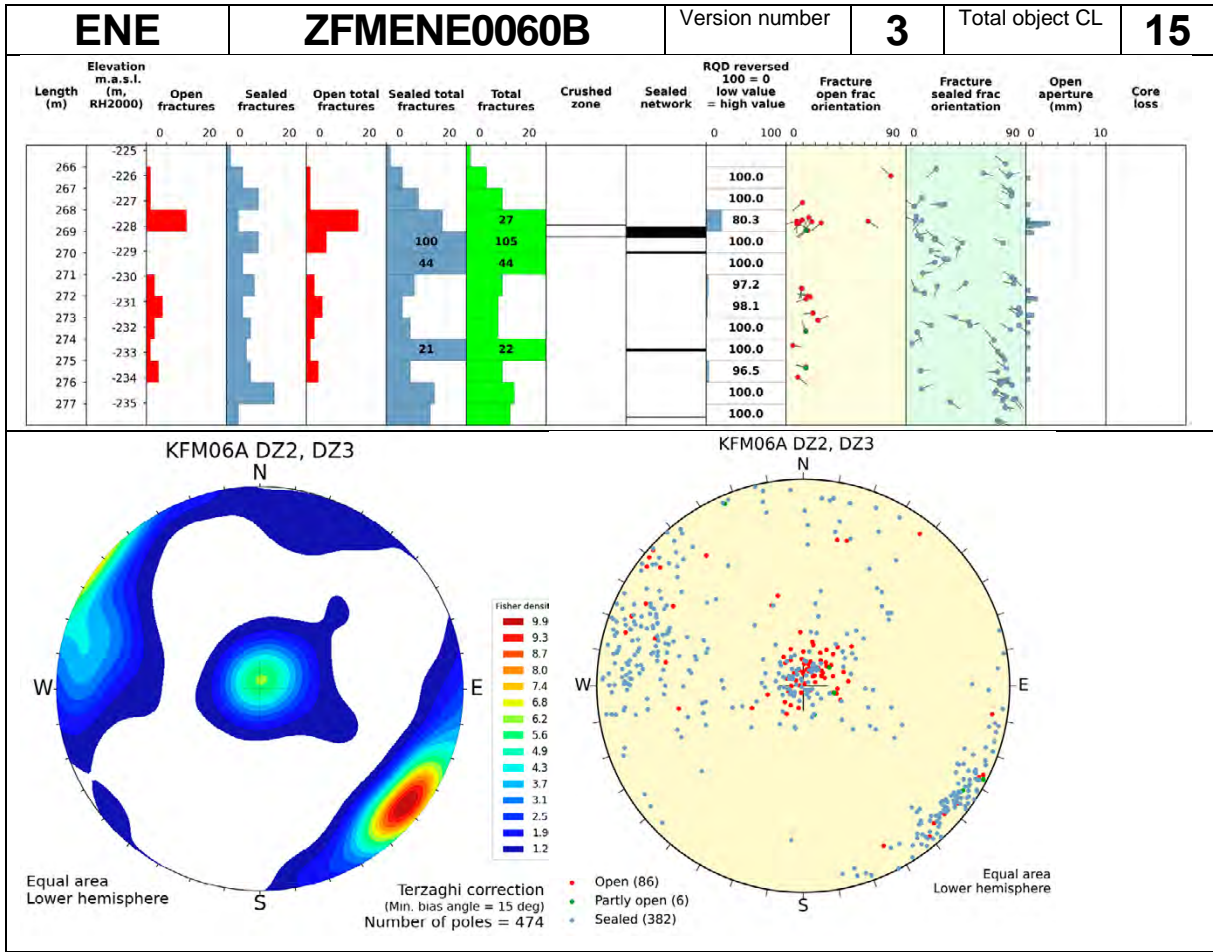 ENE ZFMENE0060B Version number 3 Total object CL 15
Length (m)
Elevation m.a.s.l. (m, RH2000)
Open fractures
Sealed fractures
Open total fractures
Sealed total fractures
Total fractures
Crushed zone
Sealed network
RQD reversed 100 = 0 low value = high value
Fracture open frac orientation
Fracture sealed frac orientation
Open aperture (mm)
Core loss
0 20 0 20 0 20 0 20 0 20 0 100 0 90 0 90 0 10
-225
266 -226 100.0
267 100.0
-227
268 27 80.3
-228
269 100 105 100.0
270 -229
44 44 100.0
271 -230
97.2
272 -231
98.1
273 -232
100.0
274
-233 21 22 100.0
275
-234 96.5
276
100.0
277 -235
100.0
KFM06A DZ2, DZ3
N
W
E
S
Fisher densi
9.9
9.3
8.7
8.0
7.4
6.8
6.2
5.6
4.9
4.3
3.7
3.1
2.5
1.9
1.2
Equal area
Lower hemisphere
Terzaghi correction
(Min. bias angle = 15 deg)
Number of poles = 474
KFM06A DZ2, DZ3
N
W
E
S
Open (86)
Partly open (6)
Sealed (382)
Equal area
Lower hemisphere